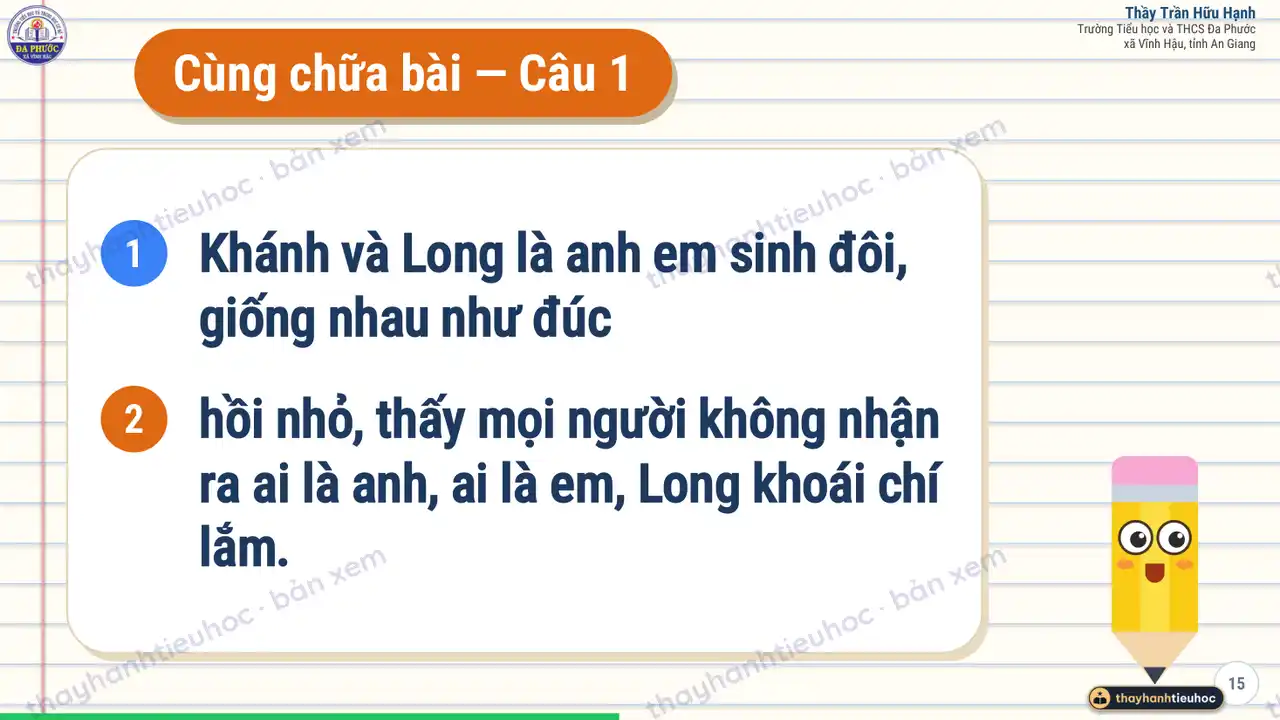 Thầy Trần Hữu Hạnh
Trường Tiểu học và THCS Đa Phước
xã Vĩnh Hậu, tỉnh An Giang
ĐA PHƯỚC
Cùng chữa bài – Câu 1
1
Khánh và Long là anh em sinh đôi,
giống nhau như đúc
2
hồi nhỏ, thấy mọi người không nhận
ra ai là anh, ai là em, Long khoái chí
lắm.
thayhanhtieuhoc · bản xem
thayhanhtieuhoc · bản xem
thayhanhtieuhoc · bản xem
thayhanhtieuhoc · bản xem
thayhanhtieuhoc
15